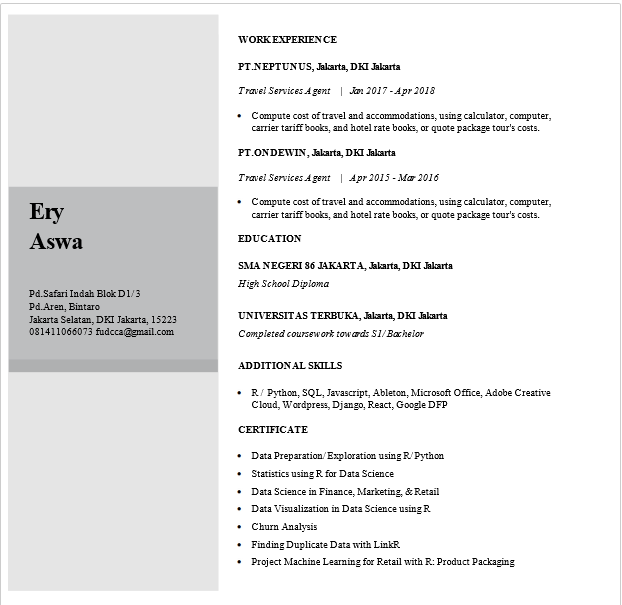 Ery
Aswa
Pd.Safari Indah Blok D1/3
Pd.Aren, Bintaro
Jakarta Selatan, DKI Jakarta, 15223
081411066073 fudcca@gmail.com
WORK EXPERIENCE
PT.NEPTUNUS, Jakarta, DKI Jakarta
Travel Services Agent | Jan 2017 - Apr 2018
• Compute cost of travel and accommodations, using calculator, computer,
carrier tariff books, and hotel rate books, or quote package tour's costs.
PT.ONDEWIN, Jakarta, DKI Jakarta
Travel Services Agent | Apr 2015 - Mar 2016
• Compute cost of travel and accommodations, using calculator, computer,
carrier tariff books, and hotel rate books, or quote package tour's costs.
EDUCATION
SMA NEGERI 86 JAKARTA, Jakarta, DKI Jakarta
High School Diploma
UNIVERSITAS TERBUKA, Jakarta, DKI Jakarta
Completed coursework towards S1/Bachelor
ADDITIONAL SKILLS
• R / Python, SQL, Javascript, Ableton, Microsoft Office, Adobe Creative
Cloud, Wordpress, Django, React, Google DFP
CERTIFICATE
• Data Preparation/Exploration using R/Python
• Statistics using R for Data Science
• Data Science in Finance, Marketing, & Retail
• Data Visualization in Data Science using R
• Churn Analysis
• Finding Duplicate Data with LinkR
• Project Machine Learning for Retail with R: Product Packaging